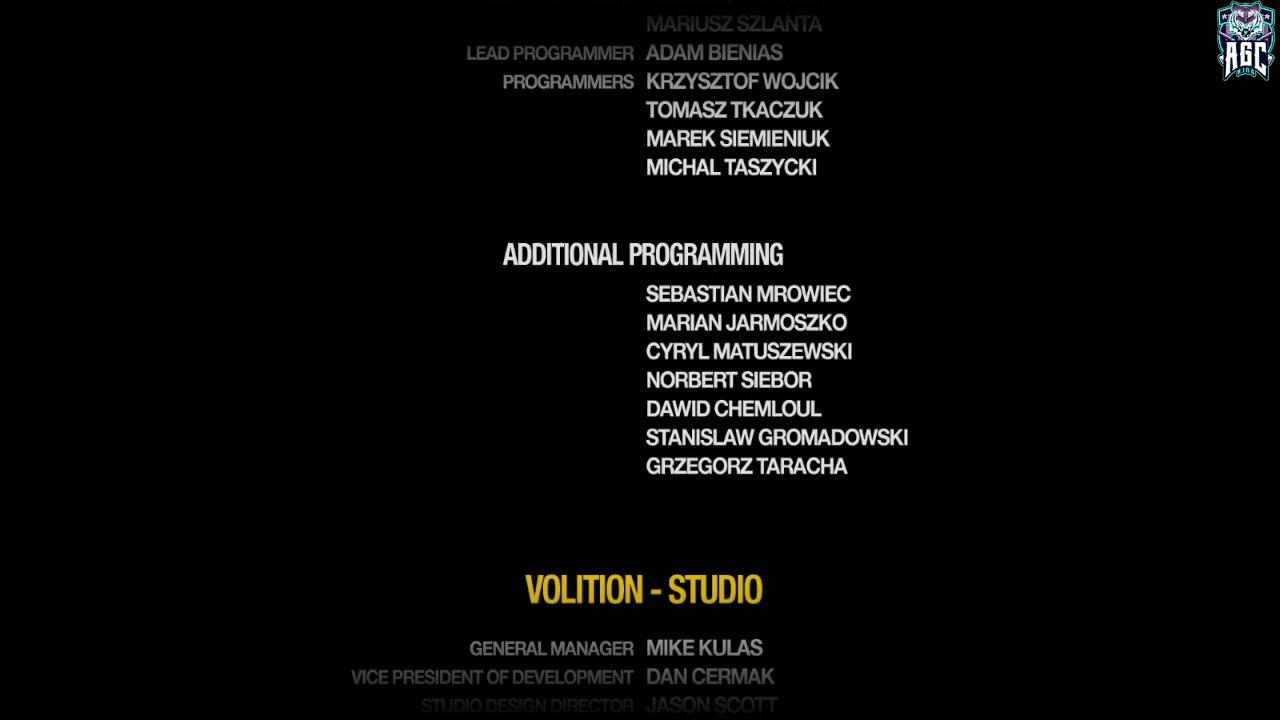 MARIUSZ SZLANTA
LEAD PROGRAMMER ADAM BIENIAS
PROGRAMMERS KRZYSZTOF WOJCIK
TOMASZ TKACZUK
MAREK SIEMIENIUK
MICHAL TASZYCKI
ADDITIONAL PROGRAMMING
SEBASTIAN MROWIEC
MARIAN JARMOSZKO
CYRYL MATUSZEWSKI
NORBERT SIEBOR
DAWID CHEMLOUL
STANISLAW GROMADOWSKI
GRZEGORZ TARACHA
VOLITION - STUDIO
GENERAL MANAGER MIKE KULAS
VICE PRESIDENT OF DEVELOPMENT DAN CERMAK
STUDIO DESIGN DIRECTOR JASON SCOTT
AGC